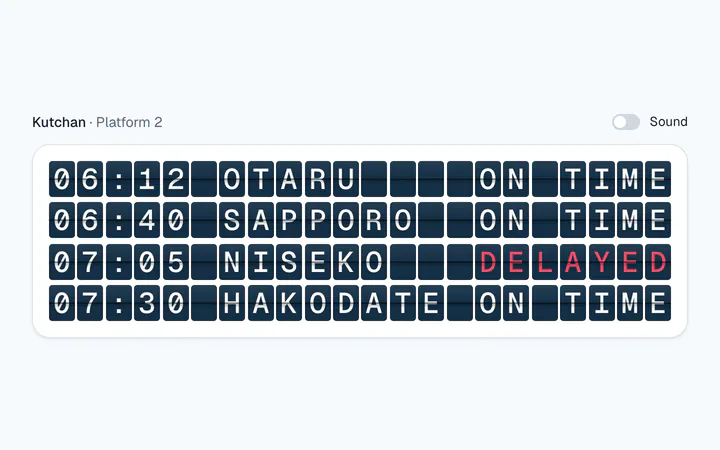 Kutchan · Platform 2
Sound
06:12 OTARU ON TIME
06:40 SAPPORO ON TIME
07:05 NISEKO DELAYED
07:30 HAKODATE ON TIME